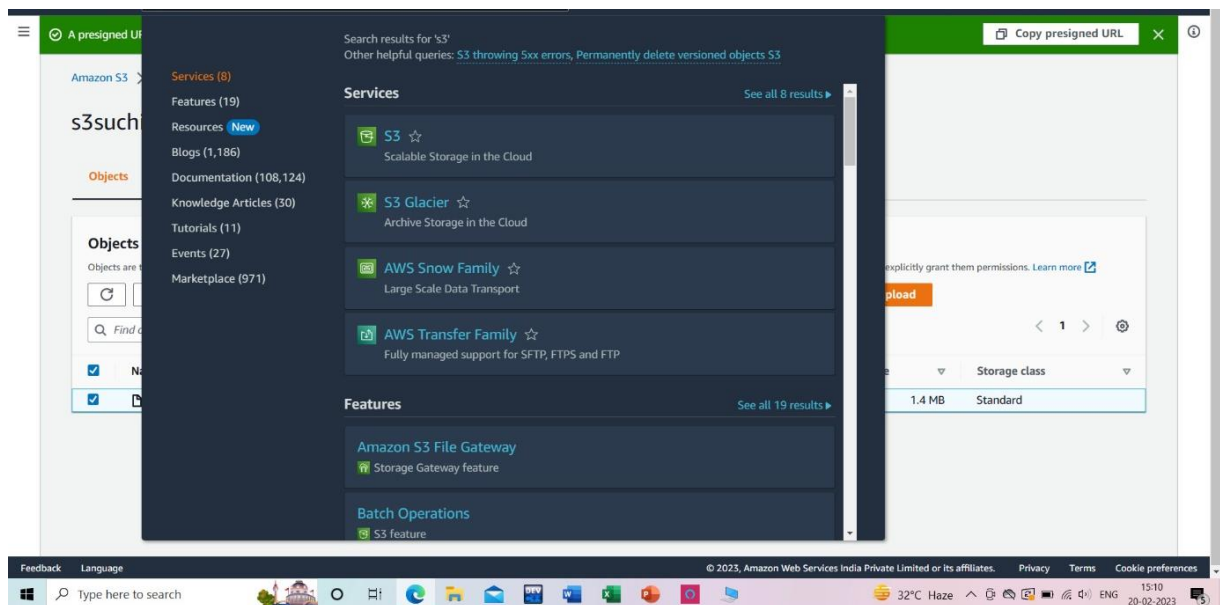 A presigned UR
Copy presigned URL
Search results for 's3'
Other helpful queries: S3 throwing 5xx errors, Permanently delete versioned objects S3
Amazon S3
Services (8)
Features (19)
Resources New
Blogs (1,186)
Documentation (108,124)
Knowledge Articles (30)
Tutorials (11)
Events (27)
Marketplace (971)
s3suchi
Objects
Services
See all 8 results
S3
Scalable Storage in the Cloud
S3 Glacier
Archive Storage in the Cloud
AWS Snow Family
Large Scale Data Transport
AWS Transfer Family
Fully managed support for SFTP, FTPS and FTP
Features
See all 19 results
Amazon S3 File Gateway
Storage Gateway feature
Batch Operations
S3 feature
Objects
Objects are t
explicitly grant them permissions. Learn more
pload
Find o
1
Na
e
Storage class
1.4 MB
Standard
Feedback
Language
© 2023, Amazon Web Services India Private Limited or its affiliates.
Privacy
Terms
Cookie preferences
Type here to search
32°C Haze
ENG
15:10
20-02-2023
5